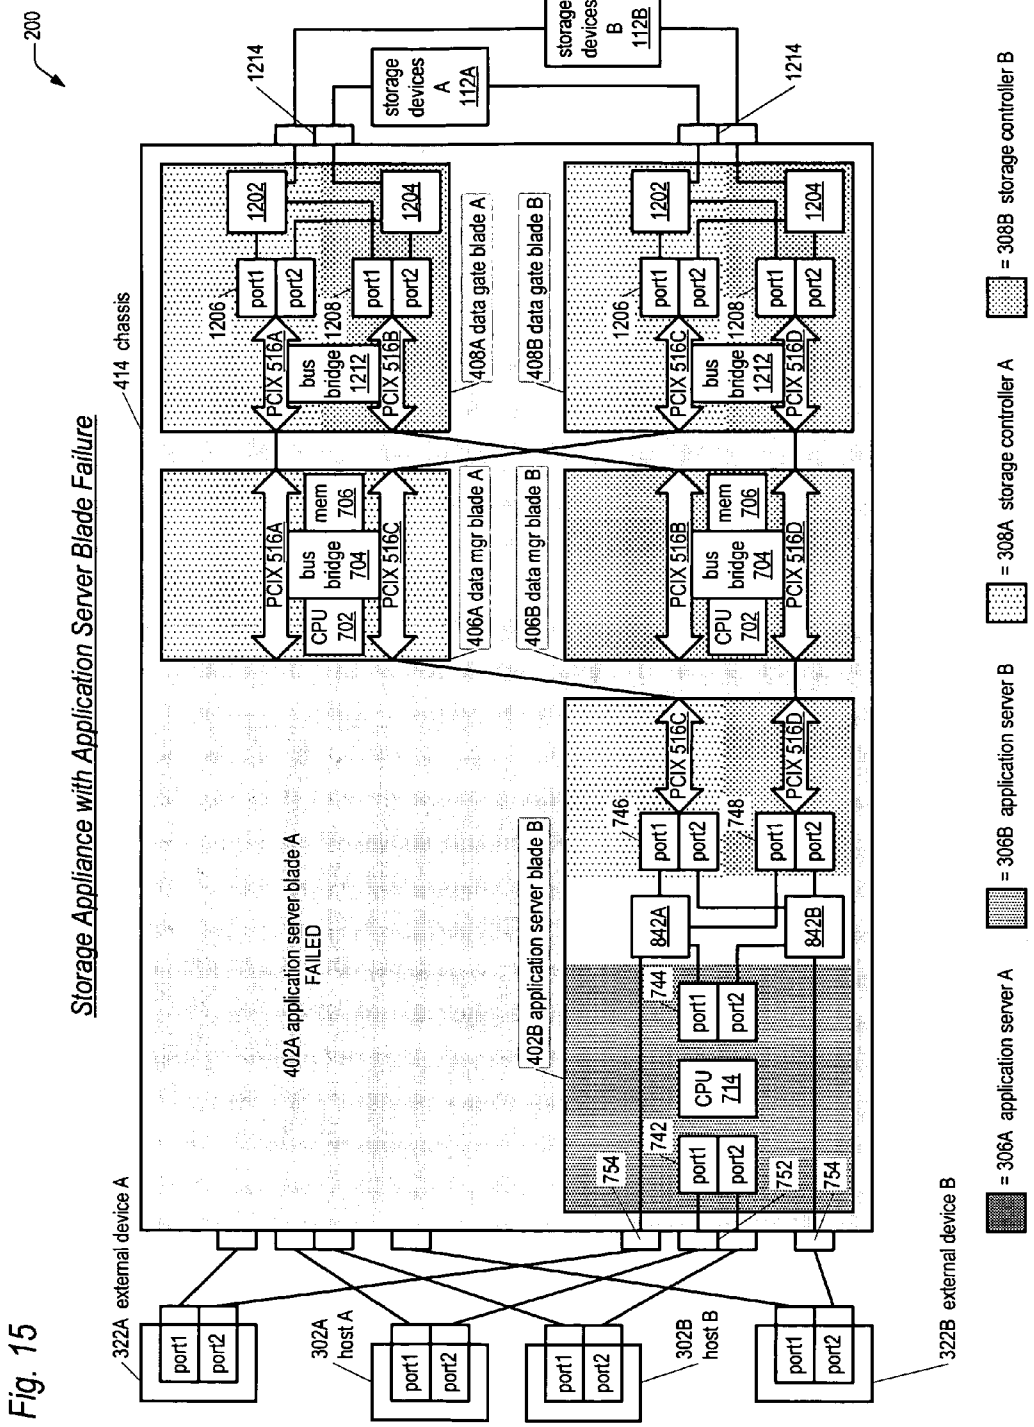 Fig. 15
Storage Appliance with Application Server Blade Failure
200
414 chassis
322A external device A
port1
port2
302A
host A
port1
port2
302B
host B
port1
port2
322B external device B
port1
port2
402A application server blade A
FAILED
402B application server blade B
754
742
port1
port2
752
754
CPU
714
744
port1
port2
842A
842B
746
port1
port2
748
port1
port2
PCIX 516C
PCIX 516D
PCIX 516A
CPU
702
bus
bridge
704
mem
706
PCIX 516C
406A data mgr blade A
406B data mgr blade B
PCIX 516B
CPU
702
bus
bridge
704
mem
706
PCIX 516D
PCIX 516A
bus
bridge
1212
PCIX 516B
1206
port1
port2
1208
port1
port2
1202
1204
408A data gate blade A
408B data gate blade B
PCIX 516C
bus
bridge
1212
PCIX 516D
1206
port1
port2
1208
port1
port2
1202
1204
1214
1214
storage
devices
A
112A
storage
devices
B
112B
= 306A application server A
= 306B application server B
= 308A storage controller A
= 308B storage controller B